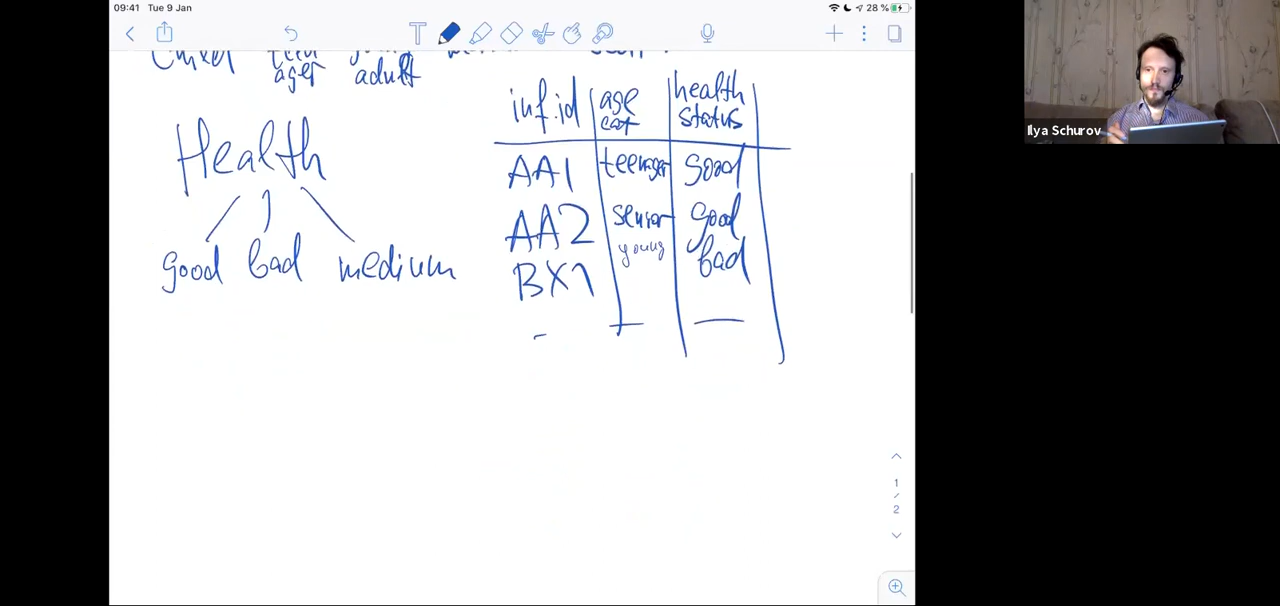 09:41 Tue 9 Jan
28 %
ager adult
inf.id age cat health status
Health
AA1 teenager good
AA2 senior good
good bad medium
BX1 young bad
1
/
2
Ilya Schurov